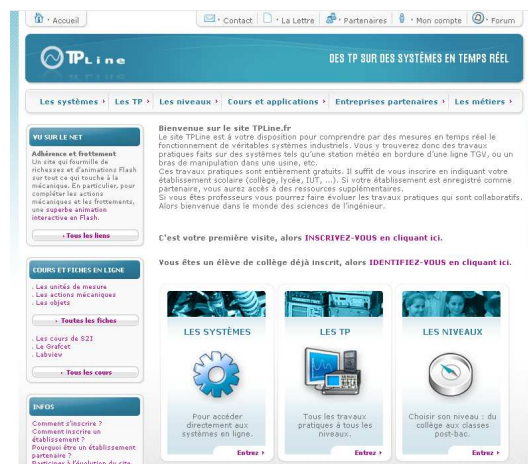 · Accueil
· Contact · La Lettre · Partenaires · Mon compte · Forum
TPLine
DES TP SUR DES SYSTÈMES EN TEMPS RÉEL
Les systèmes Les TP Les niveaux Cours et applications Entreprises partenaires Les métiers
VU SUR LE NET
Adhérence et frottement
Un site qui fourmille de
richesses et d'animations Flash
sur tout ce qui touche à la
mécanique. En particulier, pour
compléter les actions
mécaniques et les frottements,
une superbe animation
interactive en Flash.
Tous les liens
COURS ET FICHES EN LIGNE
. Les unités de mesure
. Les actions mécaniques
. Les objets
Toutes les fiches
. Les cours de S2I
. Le Grafcet
. Labview
Tous les cours
INFOS
Comment s'inscrire ?
Comment inscrire un
établissement ?
Pourquoi être un établissement
partenaire ?
Participez à l'évolution du site
Bienvenue sur le site TPLine.fr
Le site TPLine est à votre disposition pour comprendre par des mesures en temps réel le
fonctionnement de véritables systèmes industriels. Vous y trouverez donc des travaux
pratiques faits sur des systèmes tels qu'une station météo en bordure d'une ligne TGV, ou un
bras de manipulation dans une usine, etc.
Ces travaux pratiques sont entièrement gratuits. Il suffit de vous inscrire en indiquant votre
établissement scolaire (collège, lycée, IUT, ...). Si votre établissement est enregistré comme
partenaire, vous aurez accès à des ressources supplémentaires.
Si vous êtes professeurs vous pourrez faire évoluer les travaux pratiques qui sont collaboratifs.
Alors bienvenue dans le monde des sciences de l'ingénieur.
C'est votre première visite, alors INSCRIVEZ-VOUS en cliquant ici.
Vous êtes un élève de collège déjà inscrit, alors IDENTIFIEZ-VOUS en cliquant ici.
LES SYSTÈMES
Pour accéder
directement aux
systèmes en ligne.
Entrez
LES TP
Tous les travaux
pratiques à tous les
niveaux.
Entrez
LES NIVEAUX
Choisir son niveau : du
collège aux classes
post-bac.
Entrez